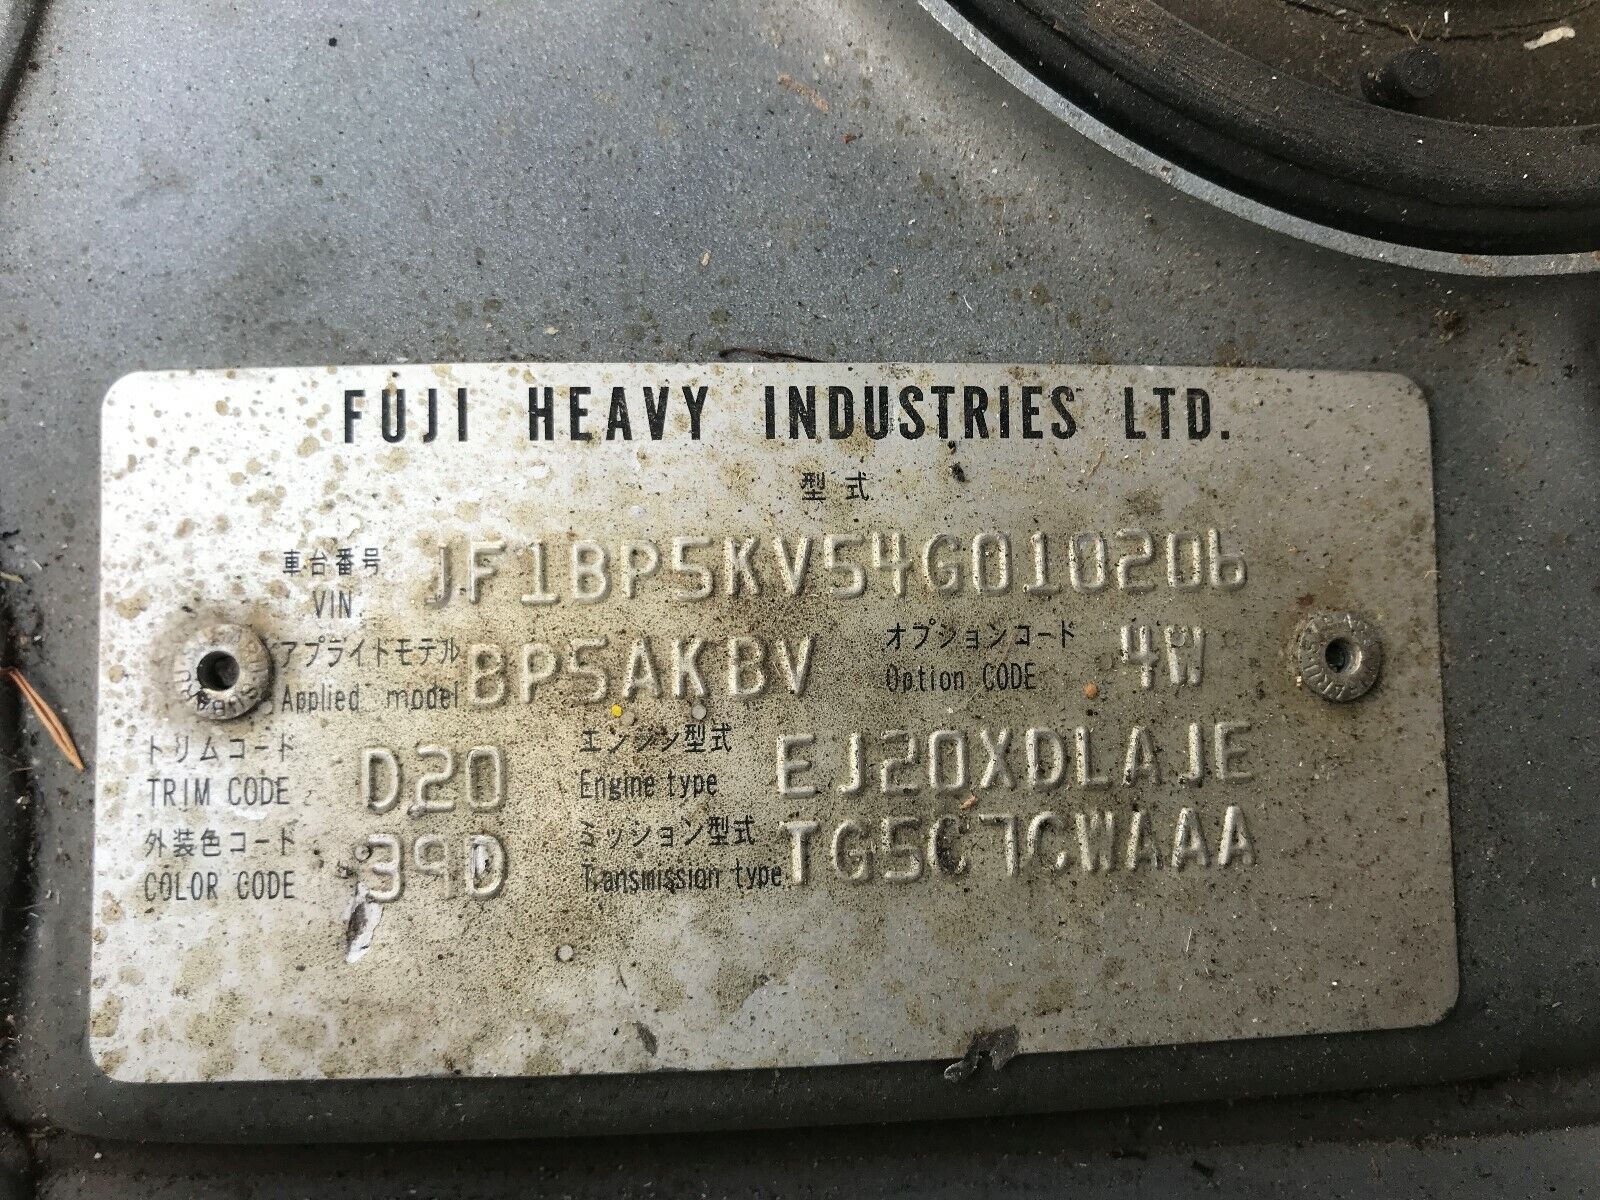 FUJI HEAVY INDUSTRIES LTD.
型式
車台番号 JF1BP5KV54G010206
VIN.
アプライドモデル BP5AKBV オプションコード 4W
Applied model Option CODE
トリムコード D20 エンジン型式 EJ20XDLAJE
TRIM CODE Engine type
外装色コード 39D ミッション型式 TG5C7CWAAA
COLOR CODE Transmission type